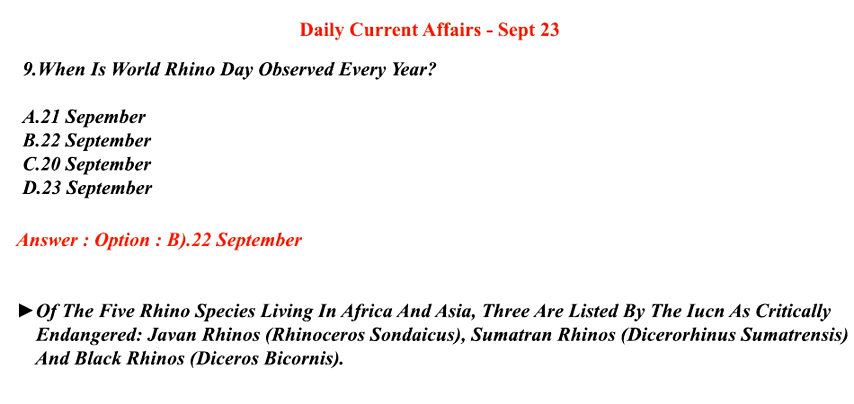 Daily Current Affairs - Sept 23
9.When Is World Rhino Day Observed Every Year?
A.21 Sepember
B.22 September
C.20 September
D.23 September
Answer : Option : B).22 September
►Of The Five Rhino Species Living In Africa And Asia, Three Are Listed By The Iucn As Critically
Endangered: Javan Rhinos (Rhinoceros Sondaicus), Sumatran Rhinos (Dicerorhinus Sumatrensis)
And Black Rhinos (Diceros Bicornis).